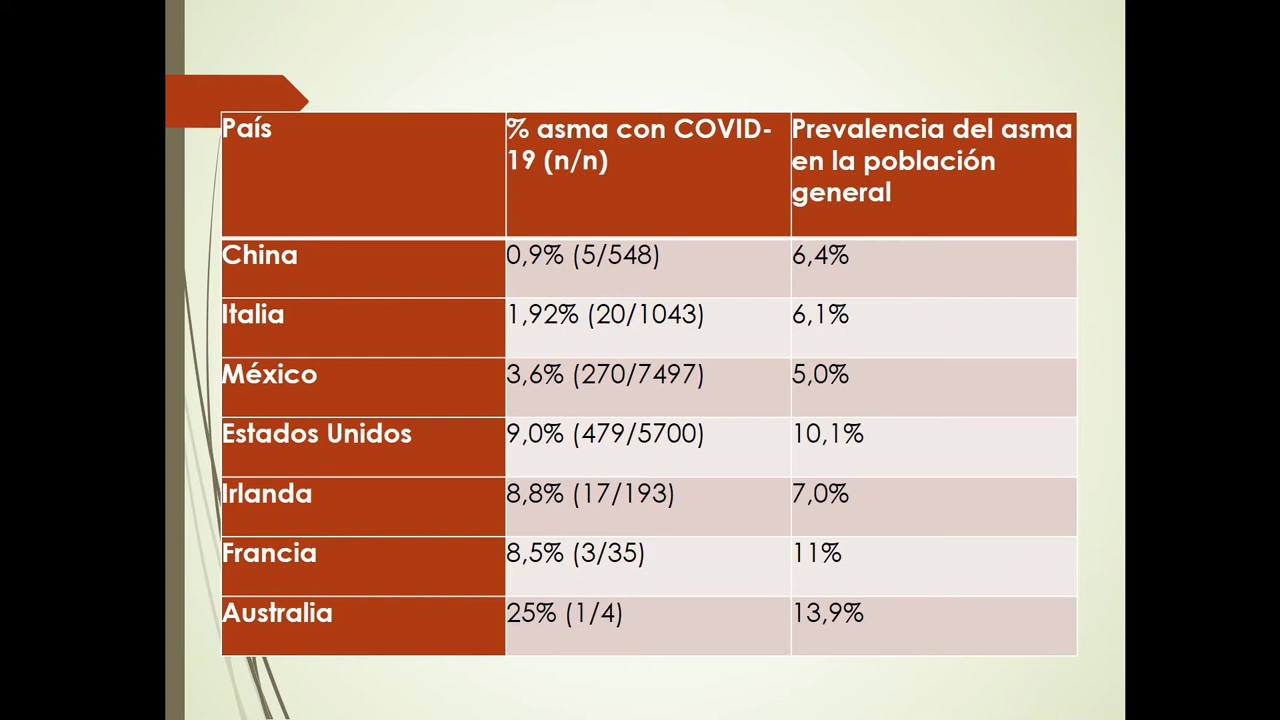 País
% asma con COVID-
19 (n/n)
Prevalencia del asma
en la población
general
China
0,9% (5/548)
6,4%
Italia
1,92% (20/1043)
6,1%
México
3,6% (270/7497)
5,0%
Estados Unidos
9,0% (479/5700)
10,1%
Irlanda
8,8% (17/193)
7,0%
Francia
8,5% (3/35)
11%
Australia
25% (1/4)
13,9%